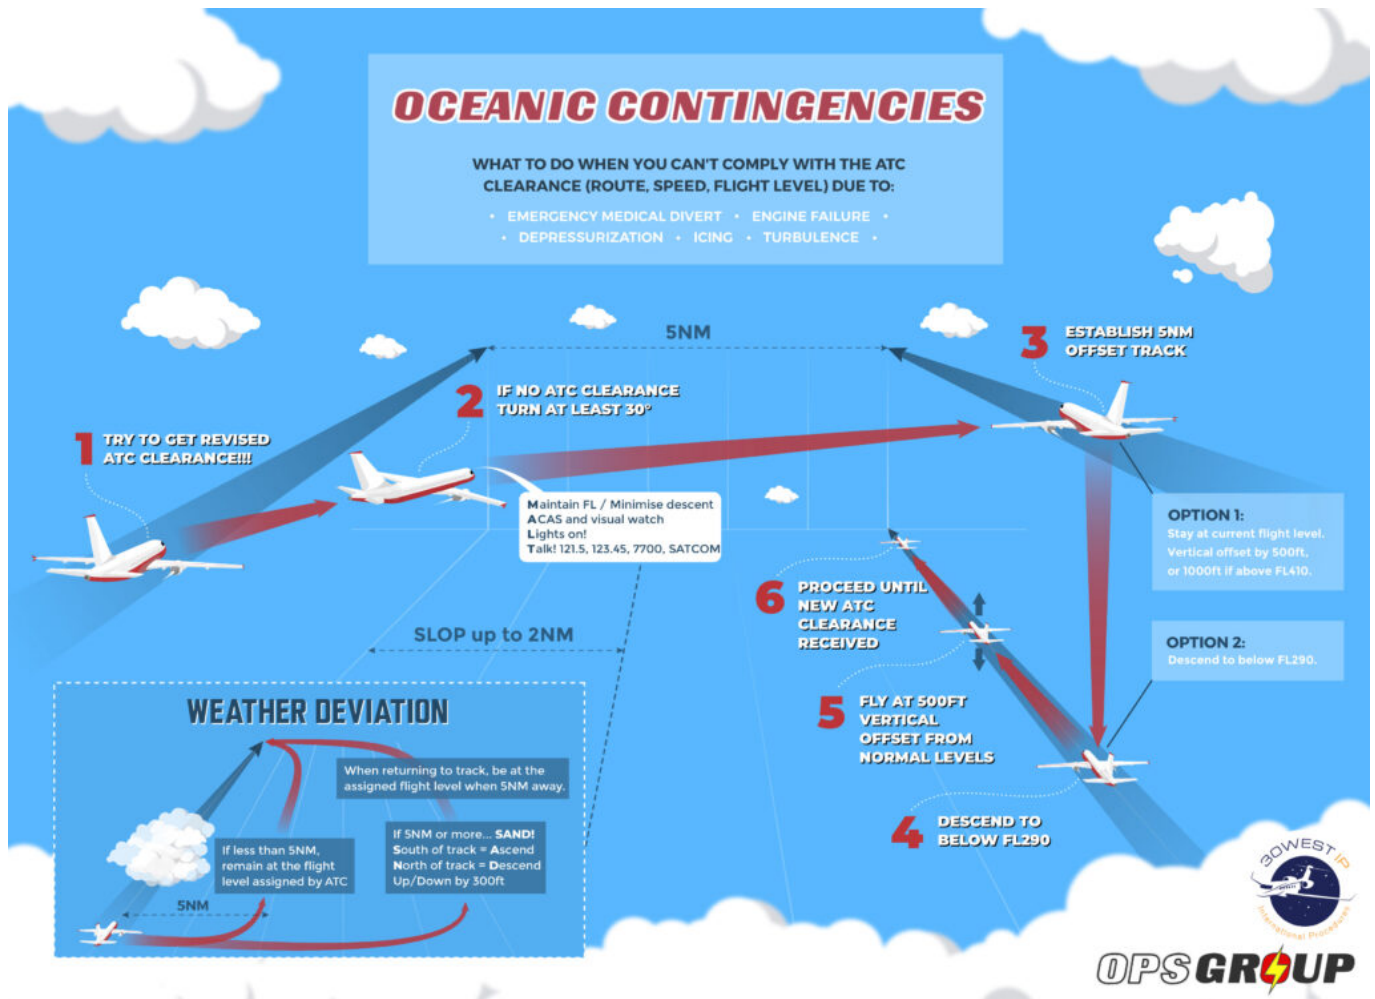 OCEANIC CONTINGENCIES
WHAT TO DO WHEN YOU CAN'T COMPLY WITH THE ATC
CLEARANCE (ROUTE, SPEED, FLIGHT LEVEL) DUE TO:
• EMERGENCY MEDICAL DIVERT • ENGINE FAILURE •
• DEPRESSURIZATION • ICING • TURBULENCE •
5NM
1 TRY TO GET REVISED
ATC CLEARANCE!!!
2 IF NO ATC CLEARANCE
TURN AT LEAST 30°
3 ESTABLISH 5NM
OFFSET TRACK
Maintain FL / Minimise descent
ACAS and visual watch
Lights on!
Talk! 121.5, 123.45, 7700, SATCOM
OPTION 1:
Stay at current flight level.
Vertical offset by 500ft,
or 1000ft if above FL410.
OPTION 2:
Descend to below FL290.
4 DESCEND TO
BELOW FL290
5 FLY AT 500FT
VERTICAL
OFFSET FROM
NORMAL LEVELS
6 PROCEED UNTIL
NEW ATC
CLEARANCE
RECEIVED
SLOP up to 2NM
WEATHER DEVIATION
When returning to track, be at the
assigned flight level when 5NM away.
If less than 5NM,
remain at the flight
level assigned by ATC
If 5NM or more... SAND!
South of track = Ascend
North of track = Descend
Up/Down by 300ft
5NM
30WEST IP
International Procedures
OPSGROUP